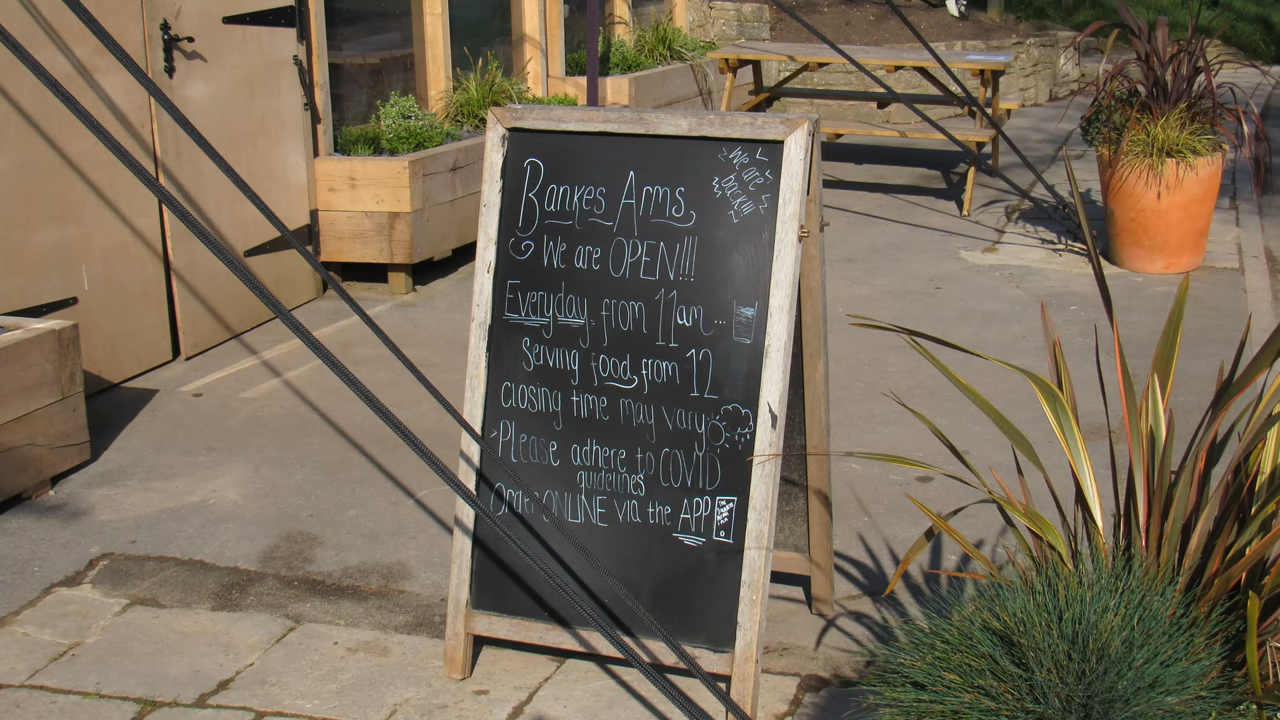 Bankes Arms
We are
back!!!
We are OPEN!!!
Everyday from 11am...
Serving food from 12
closing time may vary
Please adhere to COVID
guidelines
Order ONLINE via the APP